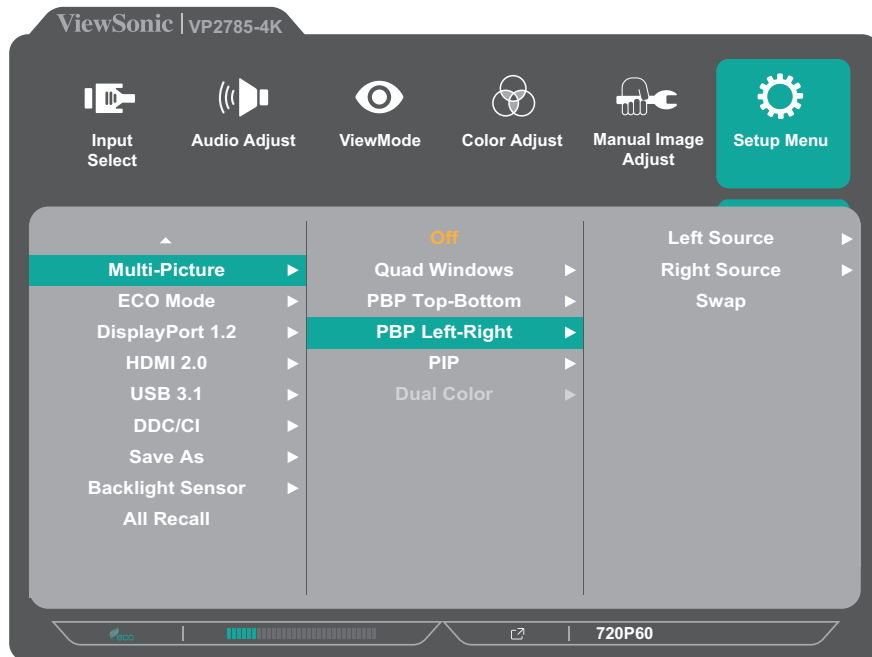 ViewSonic | VP2785-4K
Input
Select
Audio Adjust
ViewMode
Color Adjust
Manual Image
Adjust
Setup Menu
Multi-Picture
ECO Mode
DisplayPort 1.2
HDMI 2.0
USB 3.1
DDC/CI
Save As
Backlight Sensor
All Recall
Off
Quad Windows
PBP Top-Bottom
PBP Left-Right
PIP
Dual Color
Left Source
Right Source
Swap
eco
720P60